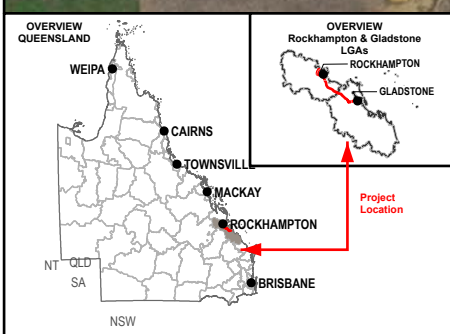 OVERVIEW
QUEENSLAND
WEIPA
CAIRNS
TOWNSVILLE
MACKAY
ROCKHAMPTON
BRISBANE
NT
QLD
SA
NSW
OVERVIEW
Rockhampton & Gladstone
LGAs
ROCKHAMPTON
GLADSTONE
Project
Location